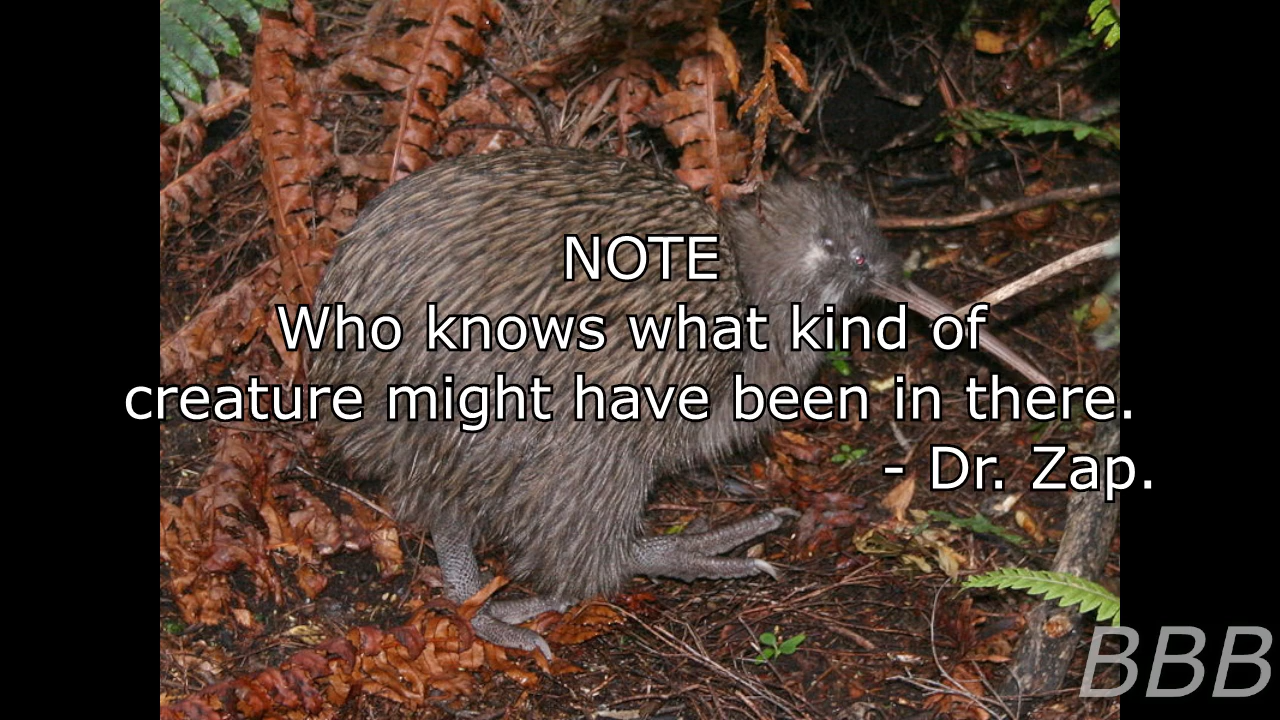 NOTE
Who knows what kind of
creature might have been in there.
- Dr. Zap.
BBB